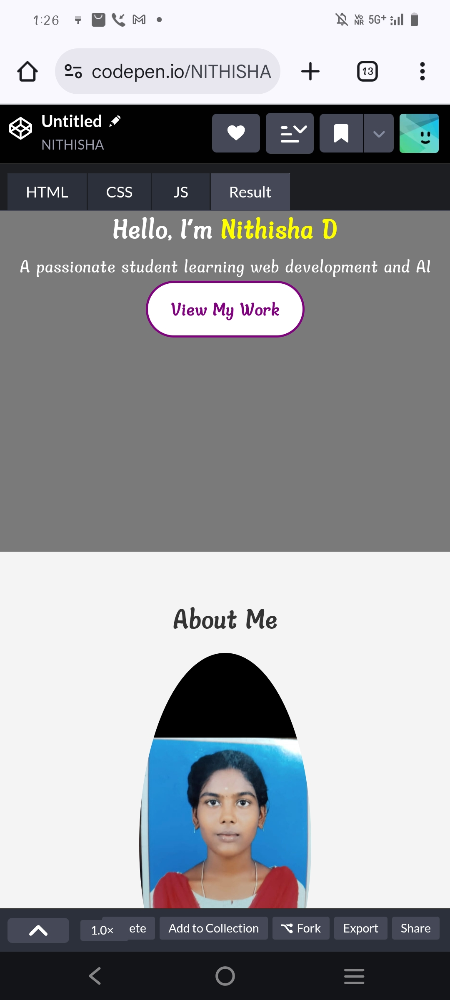 1:26 VoNR 5G+
codepen.io/NITHISHA 13
Untitled
NITHISHA
HTML CSS JS Result
Hello, I'm Nithisha D
A passionate student learning web development and AI
View My Work
About Me
1.0× ete Add to Collection Fork Export Share